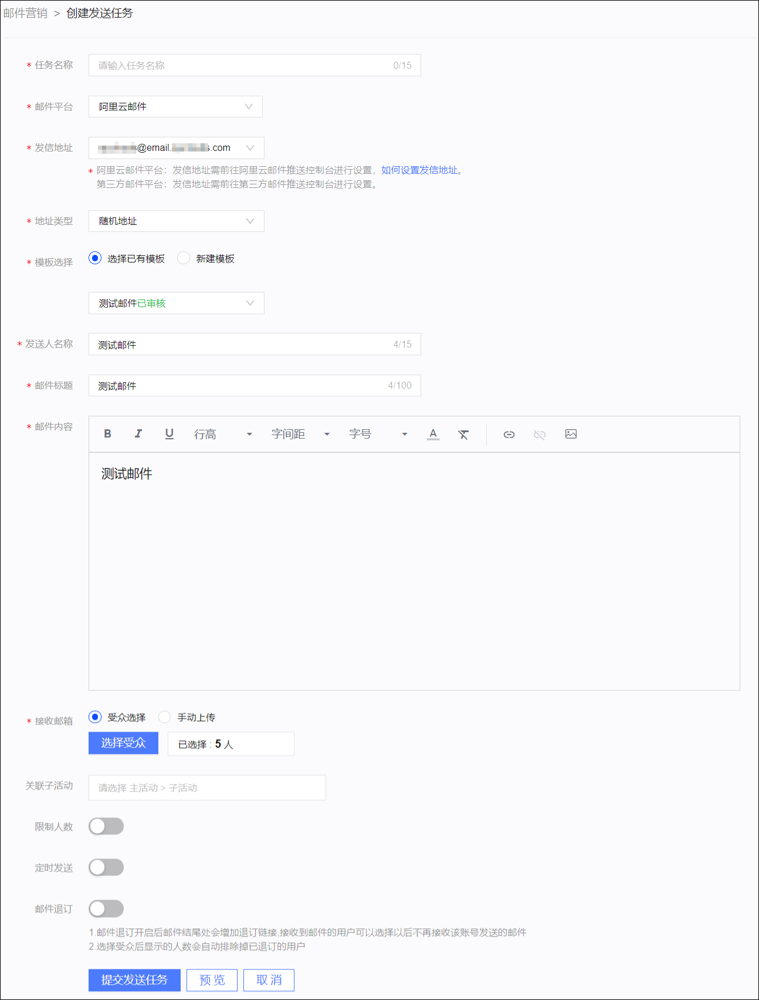 邮件营销 > 创建发送任务
* 任务名称 请输入任务名称 0/15
* 邮件平台 阿里云邮件
* 发信地址 @email. .com
* 阿里云邮件平台：发信地址需前往阿里云邮件推送控制台进行设置，如何设置发信地址。
第三方邮件平台：发信地址需前往第三方邮件推送控制台进行设置。
* 地址类型 随机地址
* 模板选择 选择已有模板 新建模板
测试邮件已审核
* 发送人名称 测试邮件 4/15
* 邮件标题 测试邮件 4/100
* 邮件内容 B I U 行高 字间距 字号 A
测试邮件
* 接收邮箱 受众选择 手动上传
选择受众 已选择 : 5 人
关联子活动 请选择 主活动 > 子活动
限制人数
定时发送
邮件退订
1.邮件退订开启后邮件结尾处会增加退订链接,接收到邮件的用户可以选择以后不再接收该账号发送的邮件
2.选择受众后显示的人数会自动排除掉已退订的用户
提交发送任务 预 览 取 消